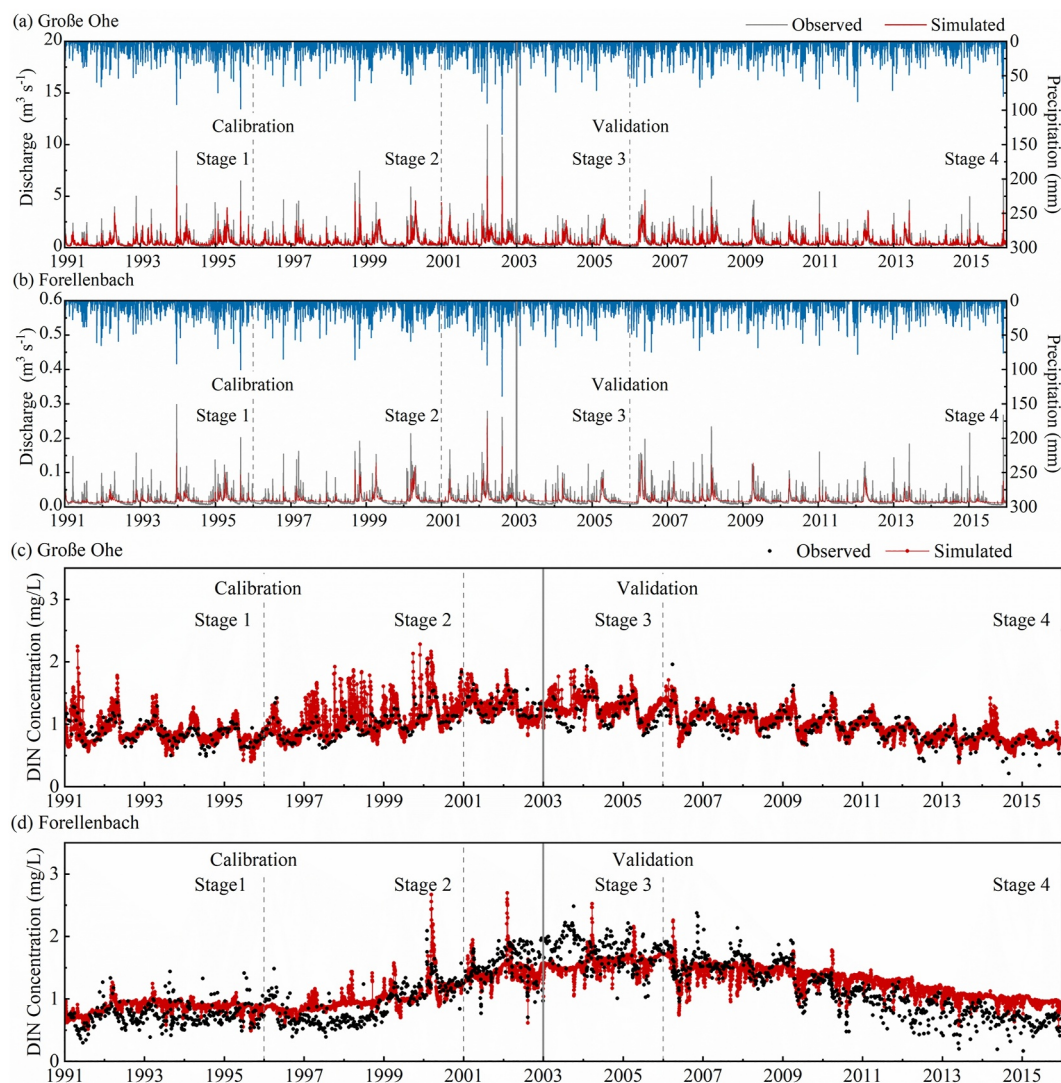 (a) Große Ohe
Observed Simulated
Discharge (m³ s⁻¹)
20
15
10
5
0
Precipitation (mm)
0
50
100
150
200
250
300
Calibration Validation
Stage 1 Stage 2 Stage 3 Stage 4
1991 1993 1995 1997 1999 2001 2003 2005 2007 2009 2011 2013 2015
(b) Forellenbach
Discharge (m³ s⁻¹)
0.6
0.5
0.4
0.3
0.2
0.1
0.0
Precipitation (mm)
0
50
100
150
200
250
300
Calibration Validation
Stage 1 Stage 2 Stage 3 Stage 4
1991 1993 1995 1997 1999 2001 2003 2005 2007 2009 2011 2013 2015
(c) Große Ohe
Observed Simulated
DIN Concentration (mg/L)
3
2
1
0
Calibration Validation
Stage 1 Stage 2 Stage 3 Stage 4
1991 1993 1995 1997 1999 2001 2003 2005 2007 2009 2011 2013 2015
(d) Forellenbach
DIN Concentration (mg/L)
3
2
1
0
Calibration Validation
Stage1 Stage 2 Stage 3 Stage 4
1991 1993 1995 1997 1999 2001 2003 2005 2007 2009 2011 2013 2015